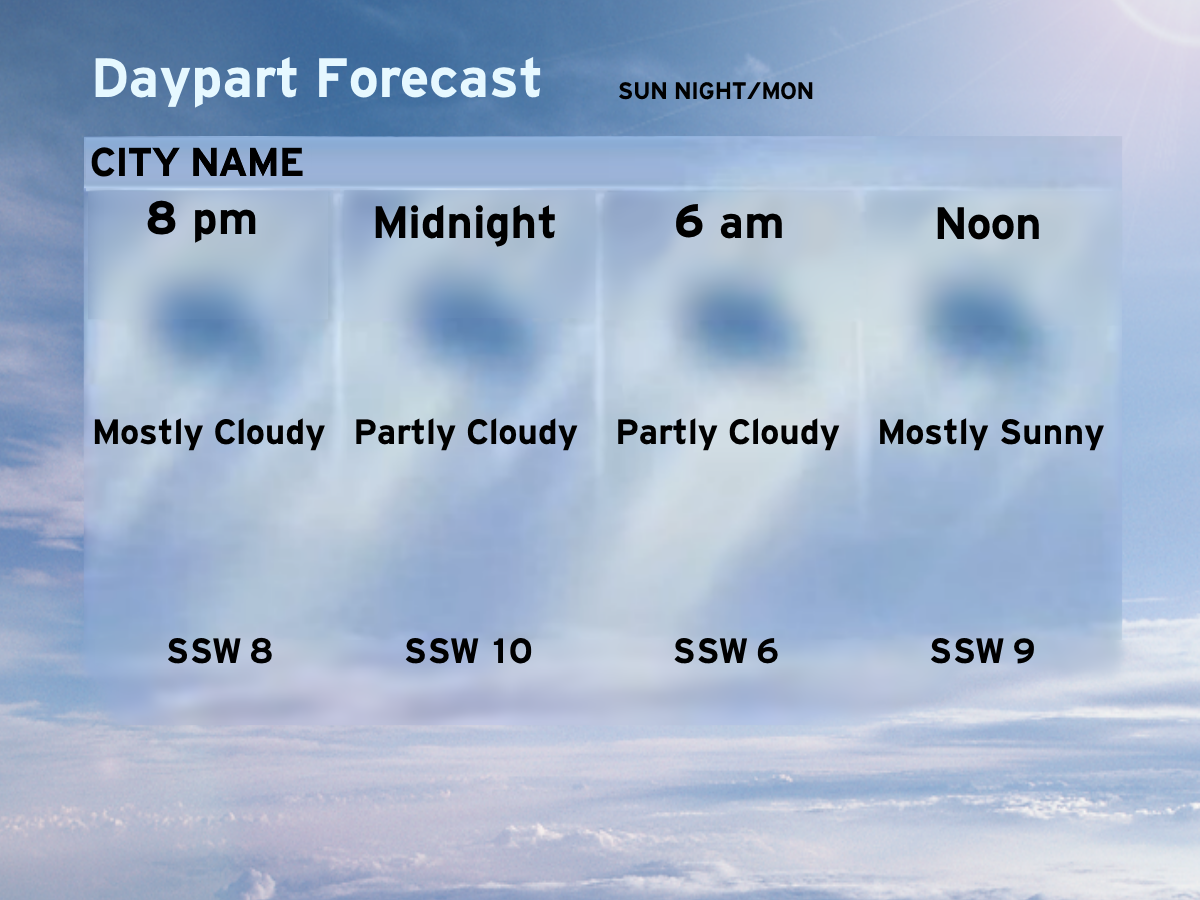 Daypart Forecast
SUN NIGHT/MON
CITY NAME
8 pm Midnight 6 am Noon
Mostly Cloudy Partly Cloudy Partly Cloudy Mostly Sunny
SSW 8 SSW 10 SSW 6 SSW 9